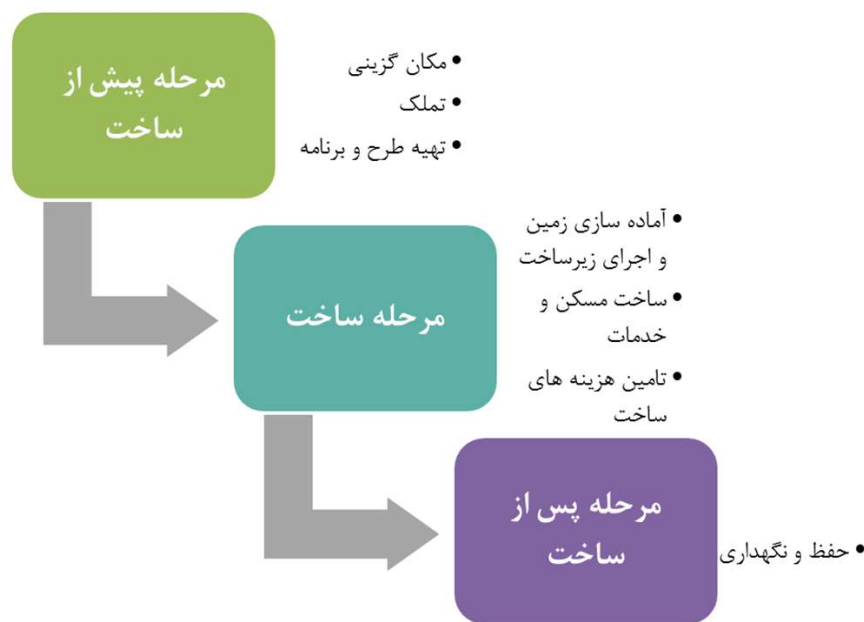 مرحله پیش از
ساخت
• مکان گزینی
• تملک
• تهیه طرح و برنامه
مرحله ساخت
• آماده سازی زمین
و اجرای زیرساخت
• ساخت مسکن و
خدمات
• تامین هزینه های
ساخت
مرحله پس از
ساخت
• حفظ و نگهداری